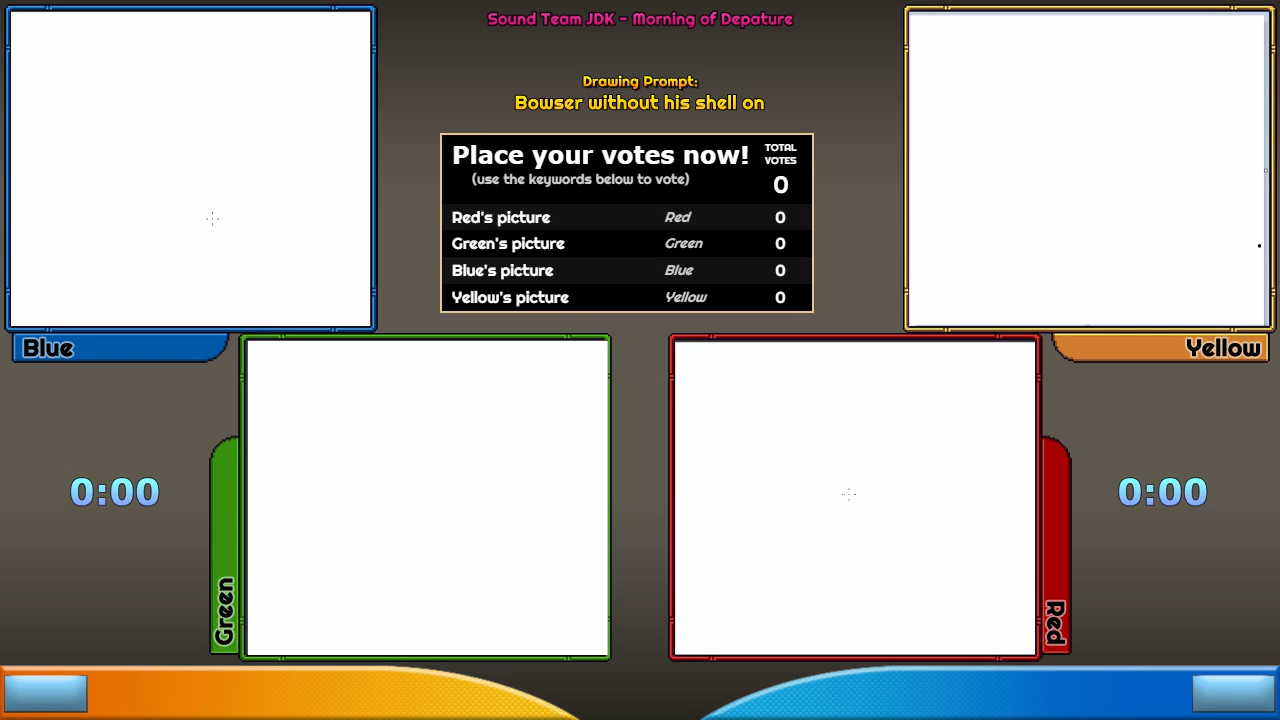 Sound Team JDK - Morning of Depature
Drawing Prompt:
Bowser without his shell on
Place your votes now!
(use the keywords below to vote)
TOTAL
VOTES
0
Red's picture Red 0
Green's picture Green 0
Blue's picture Blue 0
Yellow's picture Yellow 0
Blue
Yellow
0:00
0:00
Green
Red